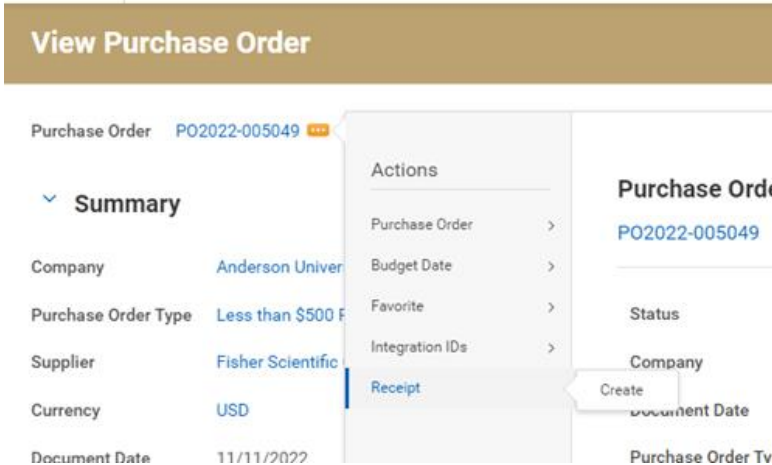 View Purchase Order
Purchase Order PO2022-005049
Summary
Company Anderson Univer
Purchase Order Type Less than $500
Supplier Fisher Scientific
Currency USD
Document Date 11/11/2022
Actions
Purchase Order
Budget Date
Favorite
Integration IDs
Receipt
Create
Purchase Orde
PO2022-005049
Status
Company
Document Date
Purchase Order Ty